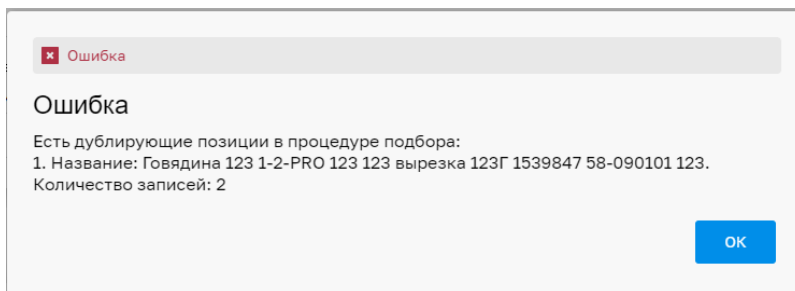 Ошибка
Ошибка
Есть дублирующие позиции в процедуре подбора:
1. Название: Говядина 123 1-2-PRO 123 123 вырезка 123Г 1539847 58-090101 123.
Количество записей: 2
ОК